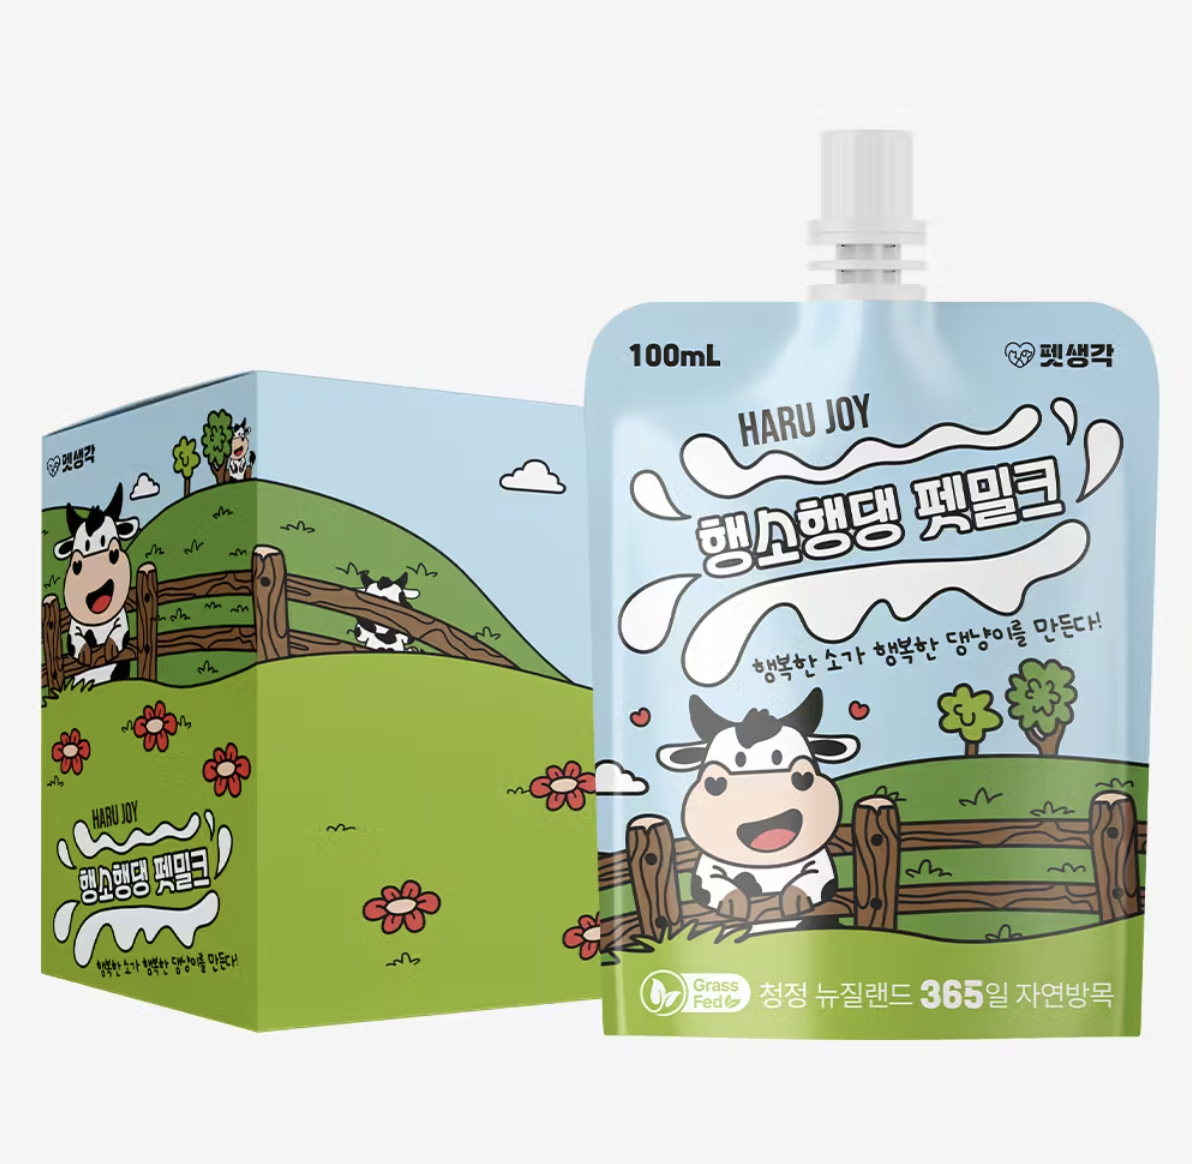 펫생각
HARU JOY
행소행댕 펫밀크
행복한 소가 행복한 댕냥이를 만든다!
100mL
펫생각
HARU JOY
행소행댕 펫밀크
행복한 소가 행복한 댕냥이를 만든다!
Grass
Fed
청정 뉴질랜드 365일 자연방목